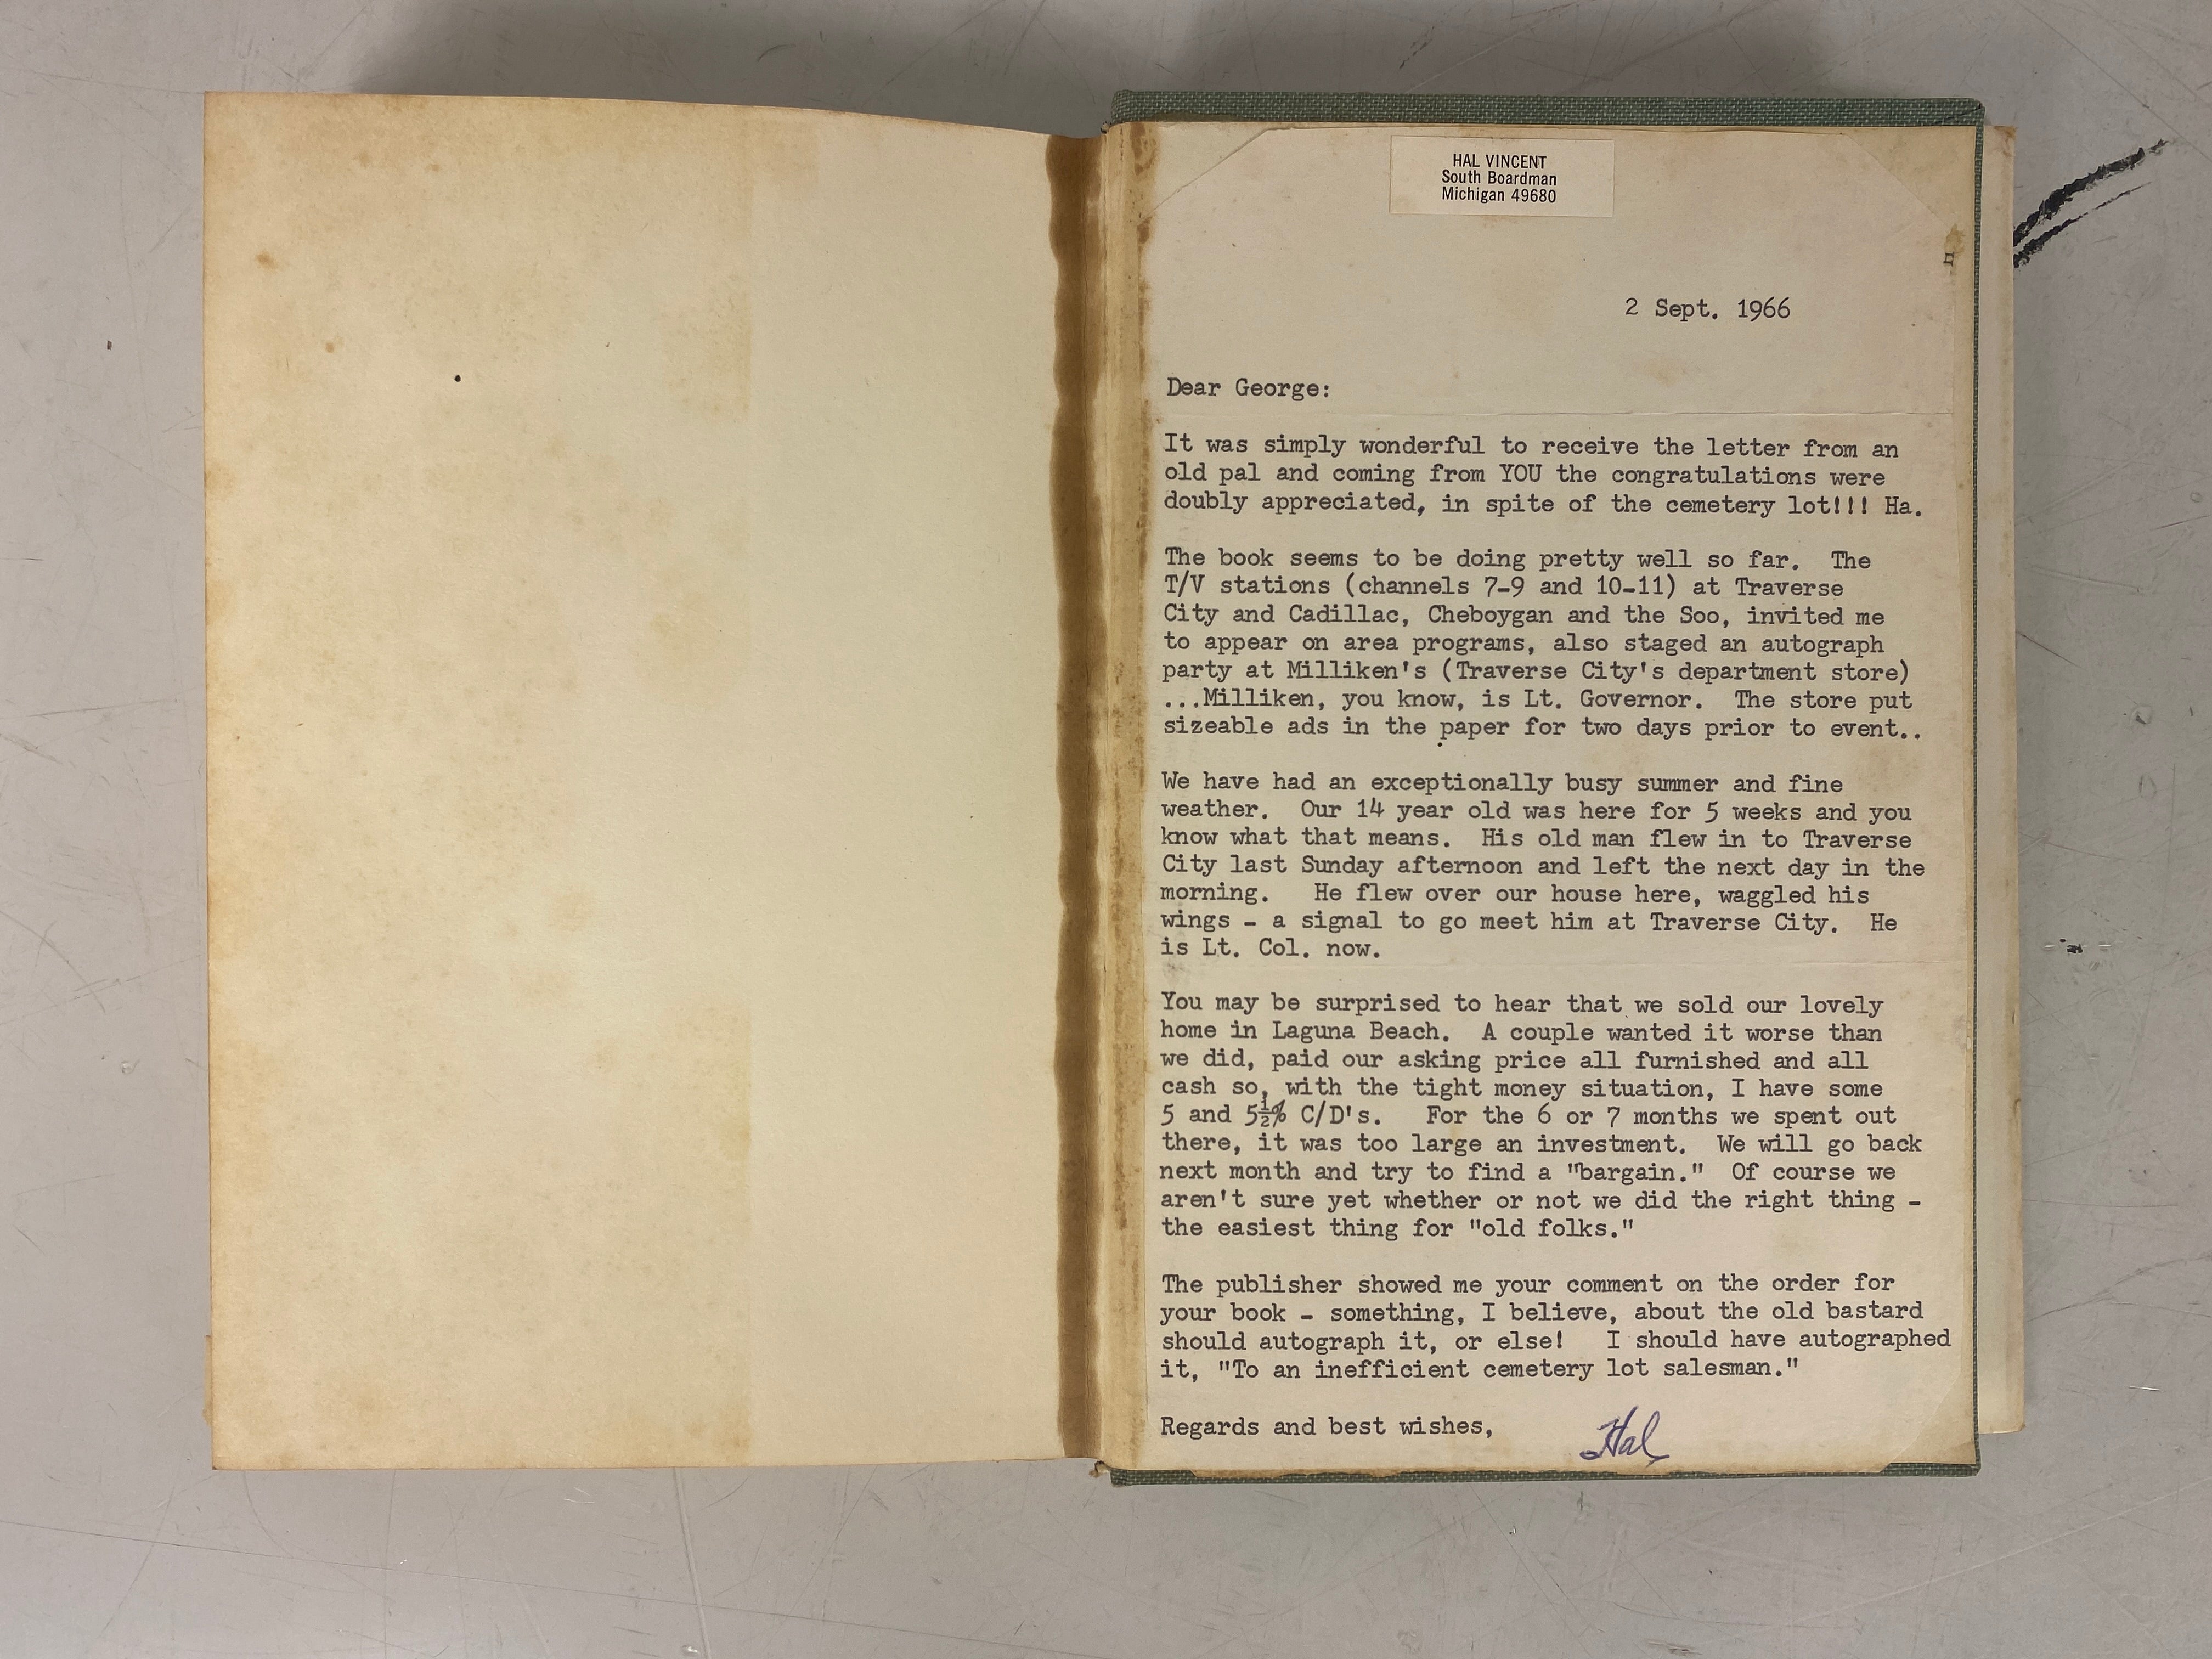 HAL VINCENT
South Boardman
Michigan 49680
2 Sept. 1966
Dear George:
It was simply wonderful to receive the letter from an
old pal and coming from YOU the congratulations were
doubly appreciated, in spite of the cemetery lot!!! Ha.
The book seems to be doing pretty well so far. The
T/V stations (channels 7-9 and 10-11) at Traverse
City and Cadillac, Cheboygan and the Soo, invited me
to appear on area programs, also staged an autograph
party at Milliken's (Traverse City's department store)
...Milliken, you know, is Lt. Governor. The store put
sizeable ads in the paper for two days prior to event..
We have had an exceptionally busy summer and fine
weather. Our 14 year old was here for 5 weeks and you
know what that means. His old man flew in to Traverse
City last Sunday afternoon and left the next day in the
morning. He flew over our house here, waggled his
wings - a signal to go meet him at Traverse City. He
is Lt. Col. now.
You may be surprised to hear that we sold our lovely
home in Laguna Beach. A couple wanted it worse than
we did, paid our asking price all furnished and all
cash so, with the tight money situation, I have some
5 and 5½% C/D's. For the 6 or 7 months we spent out
there, it was too large an investment. We will go back
next month and try to find a "bargain." Of course we
aren't sure yet whether or not we did the right thing -
the easiest thing for "old folks."
The publisher showed me your comment on the order for
your book - something, I believe, about the old bastard
should autograph it, or else! I should have autographed
it, "To an inefficient cemetery lot salesman."
Regards and best wishes,
Hal